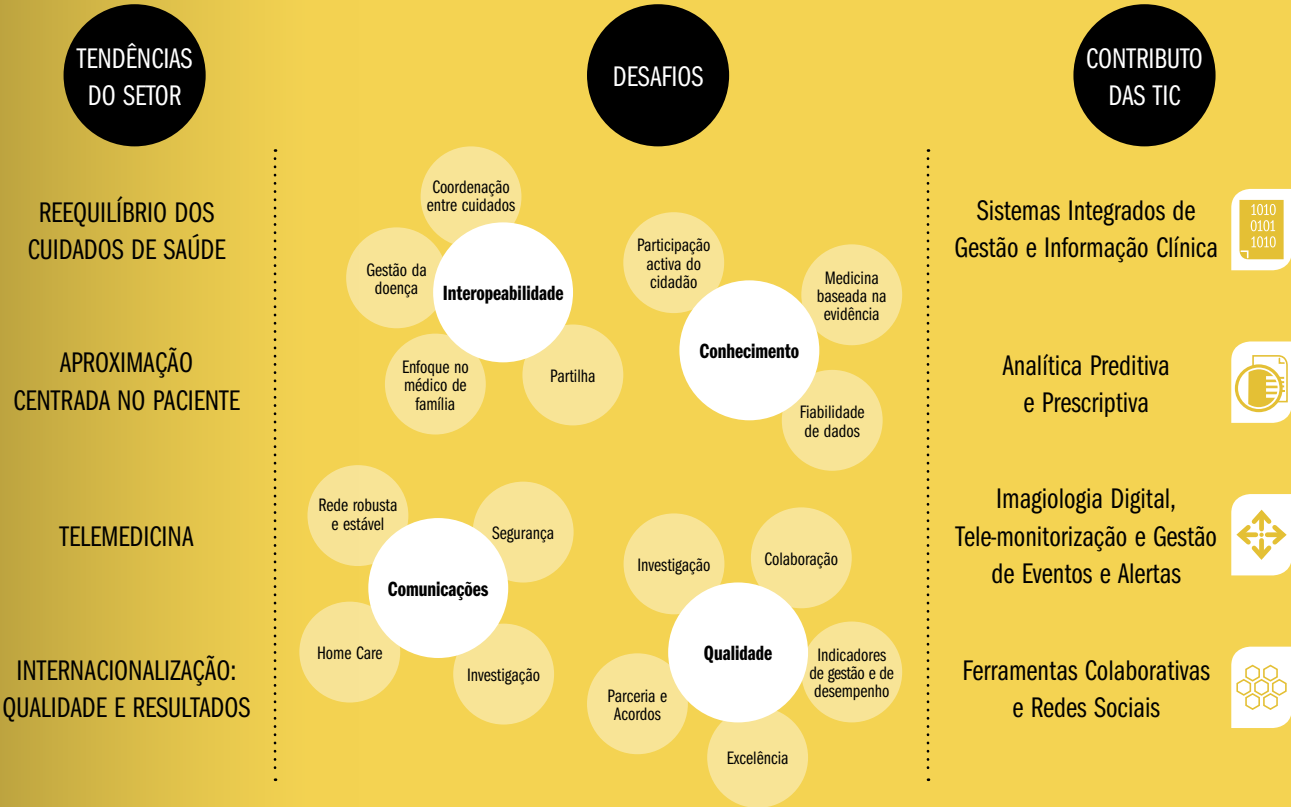 TENDÊNCIAS
DO SETOR
REEQUILÍBRIO DOS
CUIDADOS DE SAÚDE
APROXIMAÇÃO
CENTRADA NO PACIENTE
TELEMEDICINA
INTERNACIONALIZAÇÃO:
QUALIDADE E RESULTADOS
DESAFIOS
Coordenação
entre cuidados
Gestão da
doença
Interopeabilidade
Enfoque no
médico de
família
Partilha
Participação
activa do
cidadão
Medicina
baseada na
evidência
Conhecimento
Fiabilidade
de dados
Rede robusta
e estável
Segurança
Comunicações
Home Care
Investigação
Investigação
Colaboração
Qualidade
Indicadores
de gestão e de
desempenho
Parceria e
Acordos
Excelência
CONTRIBUTO
DAS TIC
Sistemas Integrados de
Gestão e Informação Clínica
1010
0101
1010
Analítica Preditiva
e Prescriptiva
Imagiologia Digital,
Tele-monitorização e Gestão
de Eventos e Alertas
Ferramentas Colaborativas
e Redes Sociais